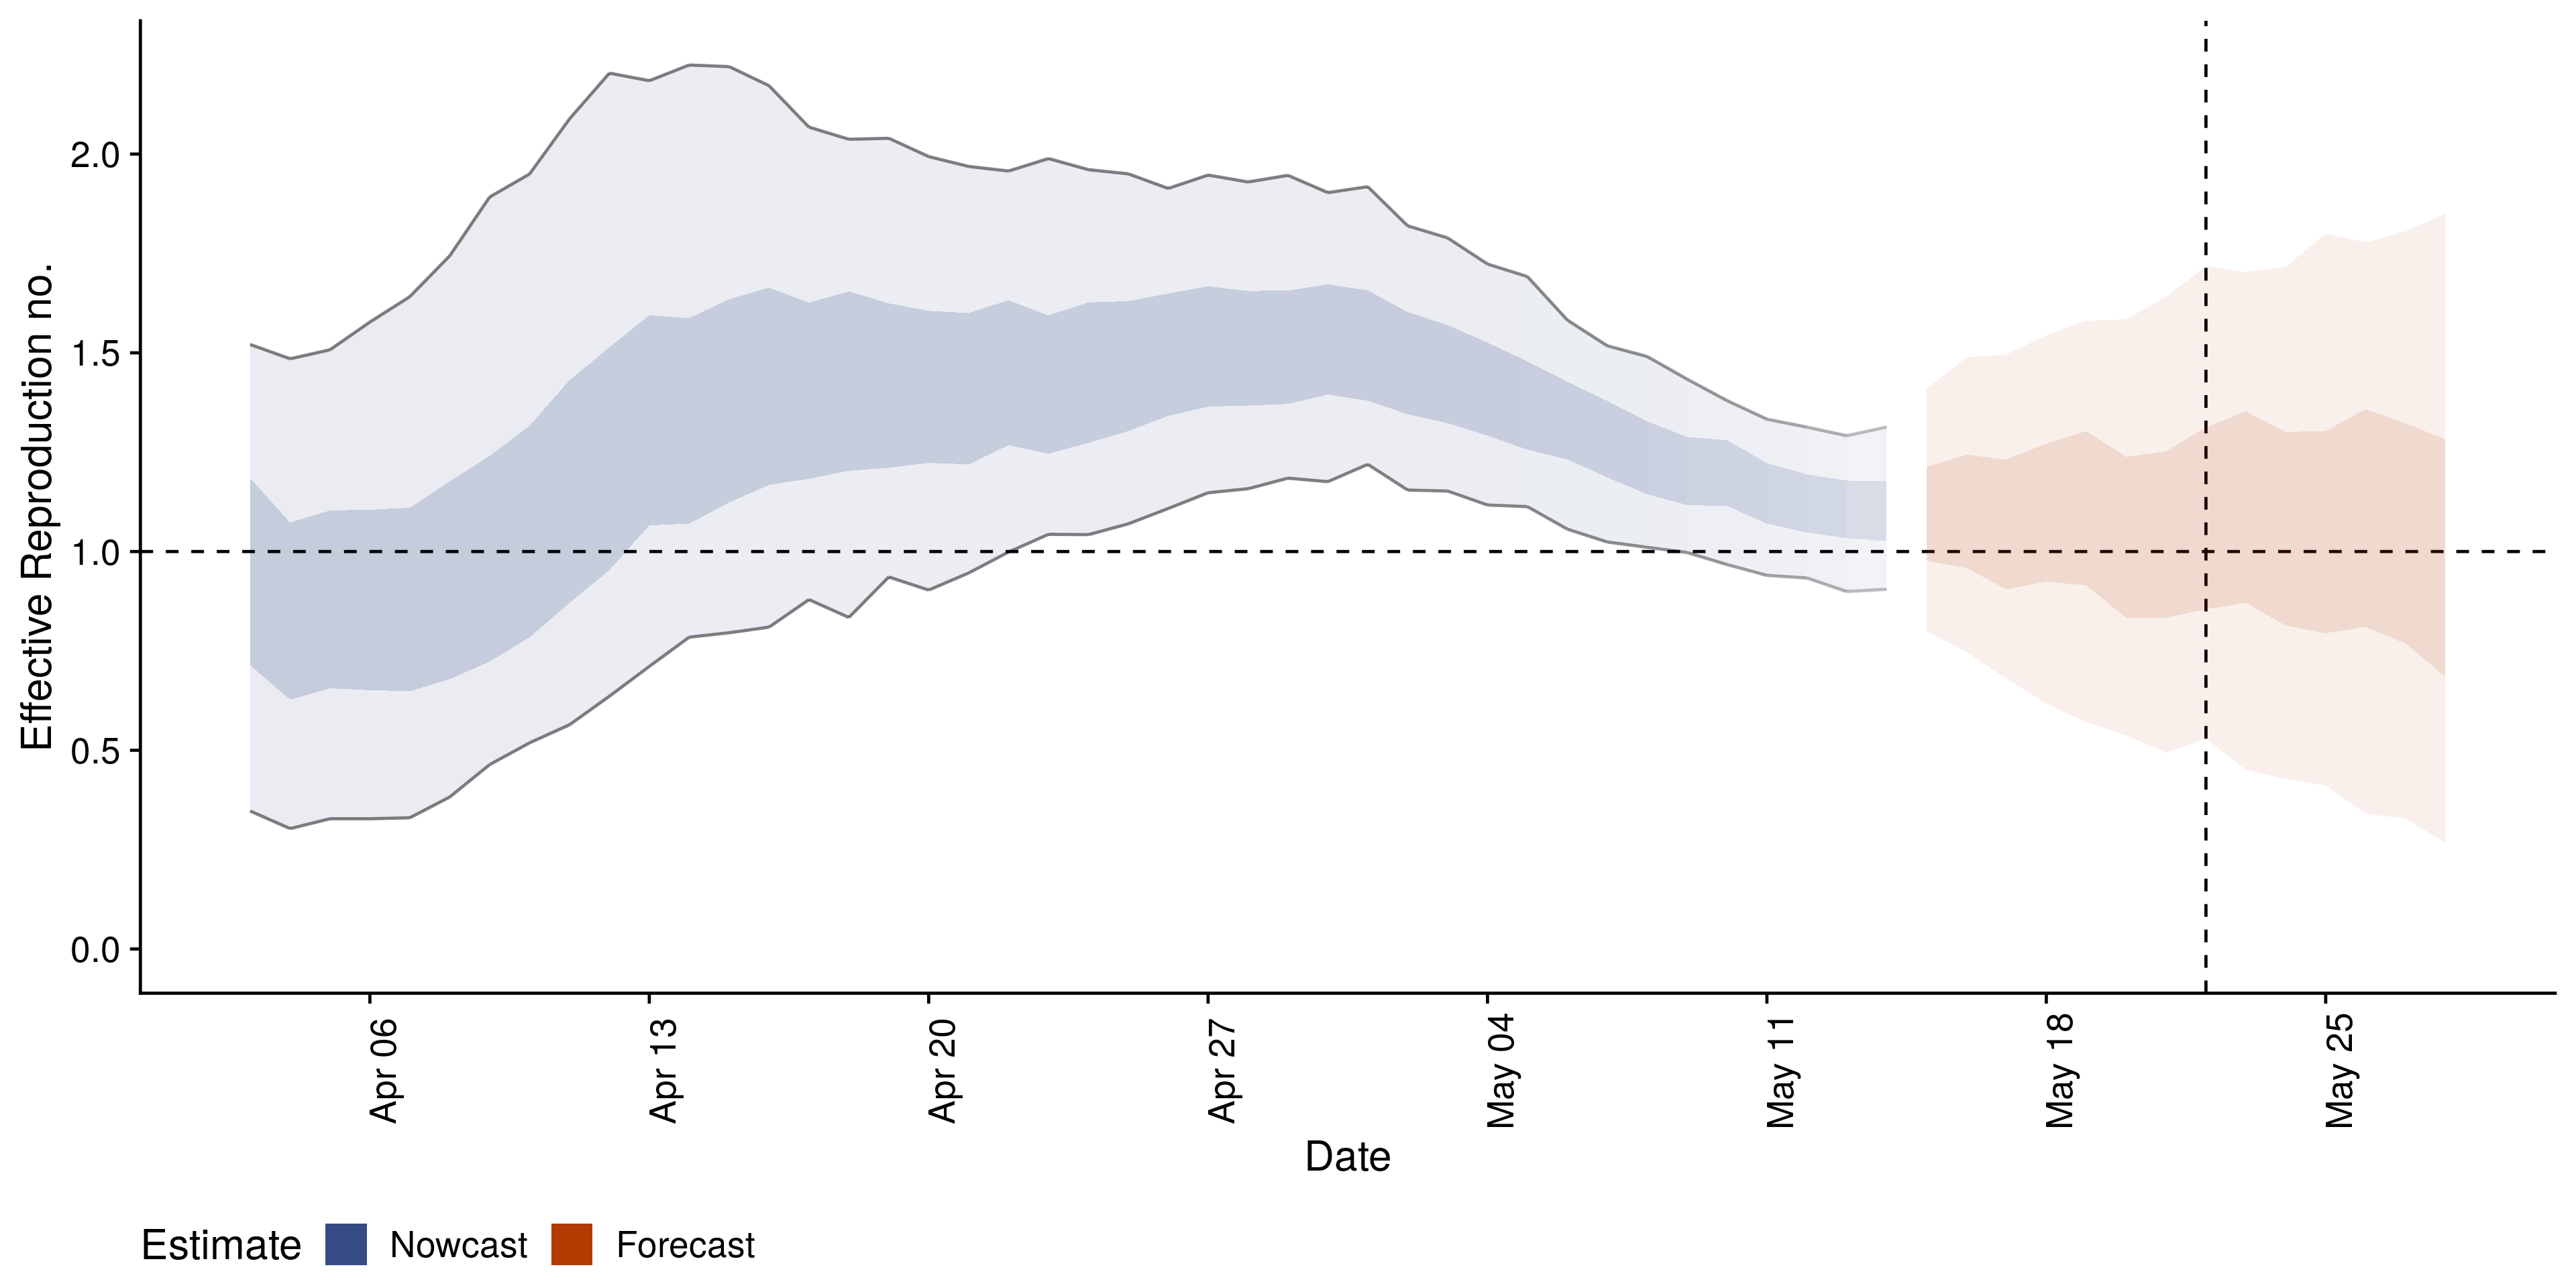 Effective Reproduction no.
2.0
1.5
1.0
0.5
0.0
Apr 06
Apr 13
Apr 20
Apr 27
May 04
May 11
May 18
May 25
Date
Estimate Nowcast Forecast